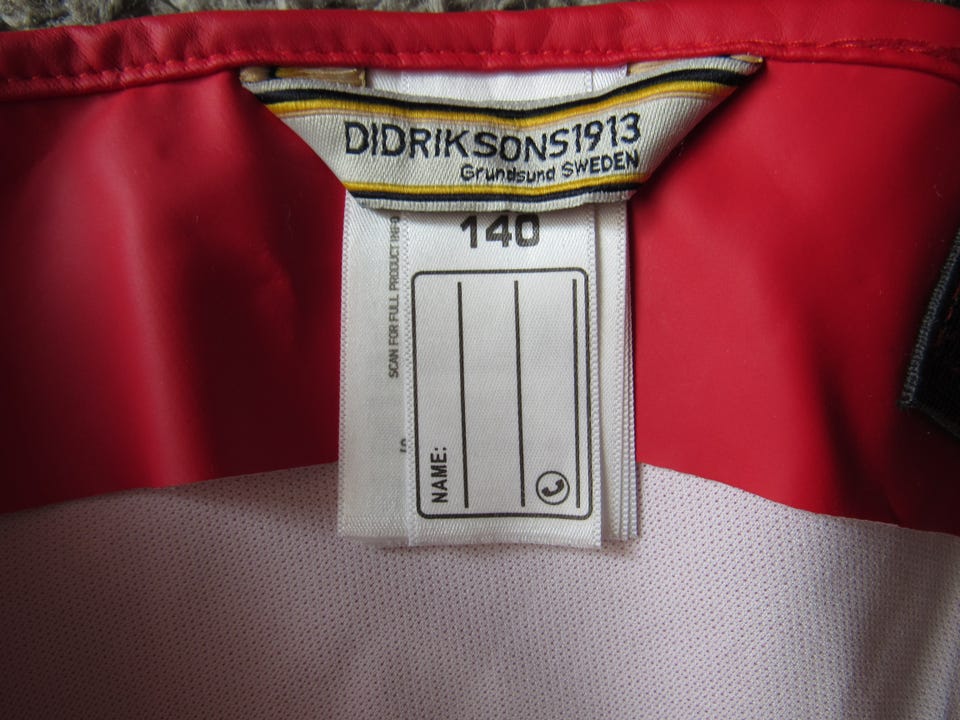 DIDRIKSONS1913
Grundsund SWEDEN
140
SCAN FOR FULL PRODUCT INFO
NAME: